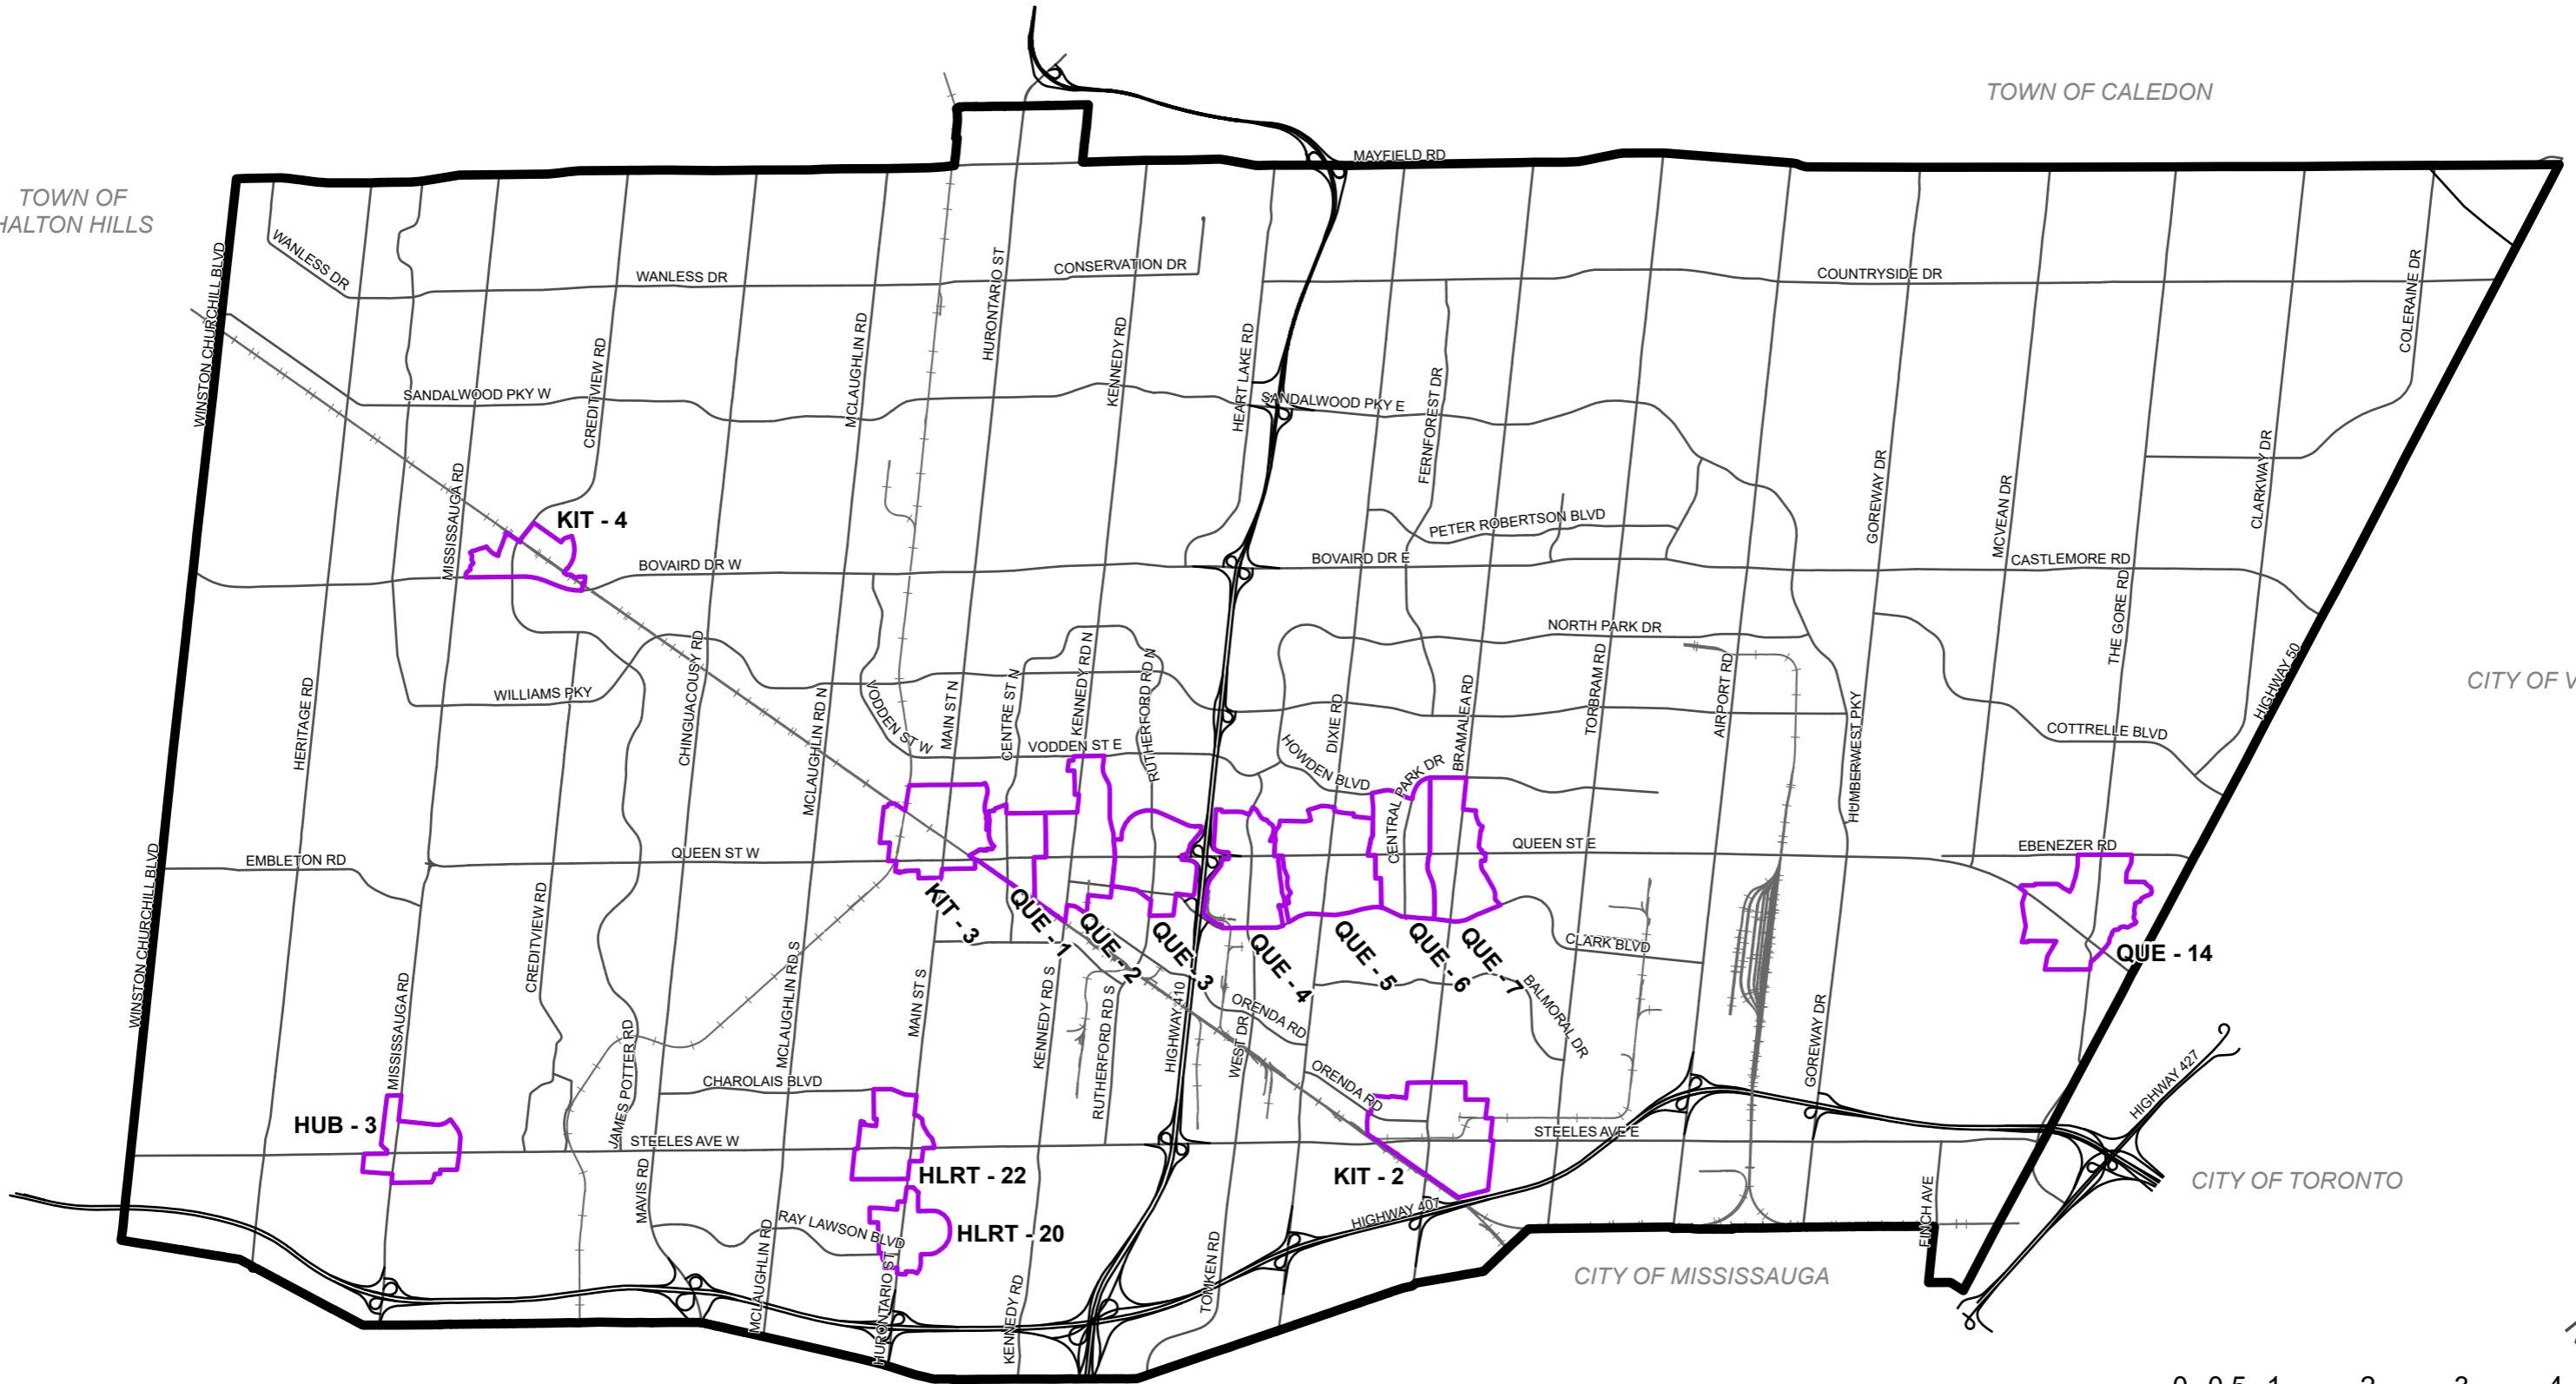 TOWN OF CALEDON
MAYFIELD RD
TOWN OF
HALTON HILLS
WINSTON CHURCHILL BLVD
WANLESS DR
WANLESS DR
CONSERVATION DR
HURONTARIO ST
COUNTRYSIDE DR
COLERAINE DR
MCLAUGHLIN RD
KENNEDY RD
CREDITVIEW RD
HEART LAKE RD
SANDALWOOD PKY W
SANDALWOOD PKY E
FERNFOREST DR
MISSISSAUGA RD
GOREWAY DR
MCVEAN DR
CLARKWAY DR
KIT - 4
PETER ROBERTSON BLVD
BOVAIRD DR W
BOVAIRD DR E
CASTLEMORE RD
THE GORE RD
NORTH PARK DR
HERITAGE RD
WILLIAMS PKY
CHINGUACOUSY RD
MCLAUGHLIN RD N
VODDEN ST W
MAIN ST N
CENTRE ST N
KENNEDY RD N
RUTHERFORD RD N
VODDEN ST E
HOWDEN BLVD
DIXIE RD
CENTRAL PARK DR
BRAMALEA RD
TORBRAM RD
AIRPORT RD
HUMBERWEST PKY
COTTRELLE BLVD
HIGHWAY 50
CITY OF V
WINSTON CHURCHILL BLVD
EMBLETON RD
QUEEN ST W
QUEEN ST E
EBENEZER RD
CREDITVIEW RD
KIT - 3
QUE - 1
QUE - 2
QUE - 3
QUE - 4
QUE - 5
QUE - 6
QUE - 7
QUE - 14
CLARK BLVD
BALMORAL DR
MISSISSAUGA RD
JAMES POTTER RD
MCLAUGHLIN RD S
MAIN ST S
KENNEDY RD S
RUTHERFORD RD S
HIGHWAY 410
WEST DR
ORENDA RD
ORENDA RD
GOREWAY DR
HIGHWAY 427
CHAROLAIS BLVD
HUB - 3
STEELES AVE W
STEELES AVE E
HLRT - 22
KIT - 2
CITY OF TORONTO
MAVIS RD
RAY LAWSON BLVD
HLRT - 20
HIGHWAY 407
FINCH AVE
MCLAUGHLIN RD
HURONTARIO ST
KENNEDY RD
TOMKEN RD
CITY OF MISSISSAUGA
0 0.5 1 2 3 4